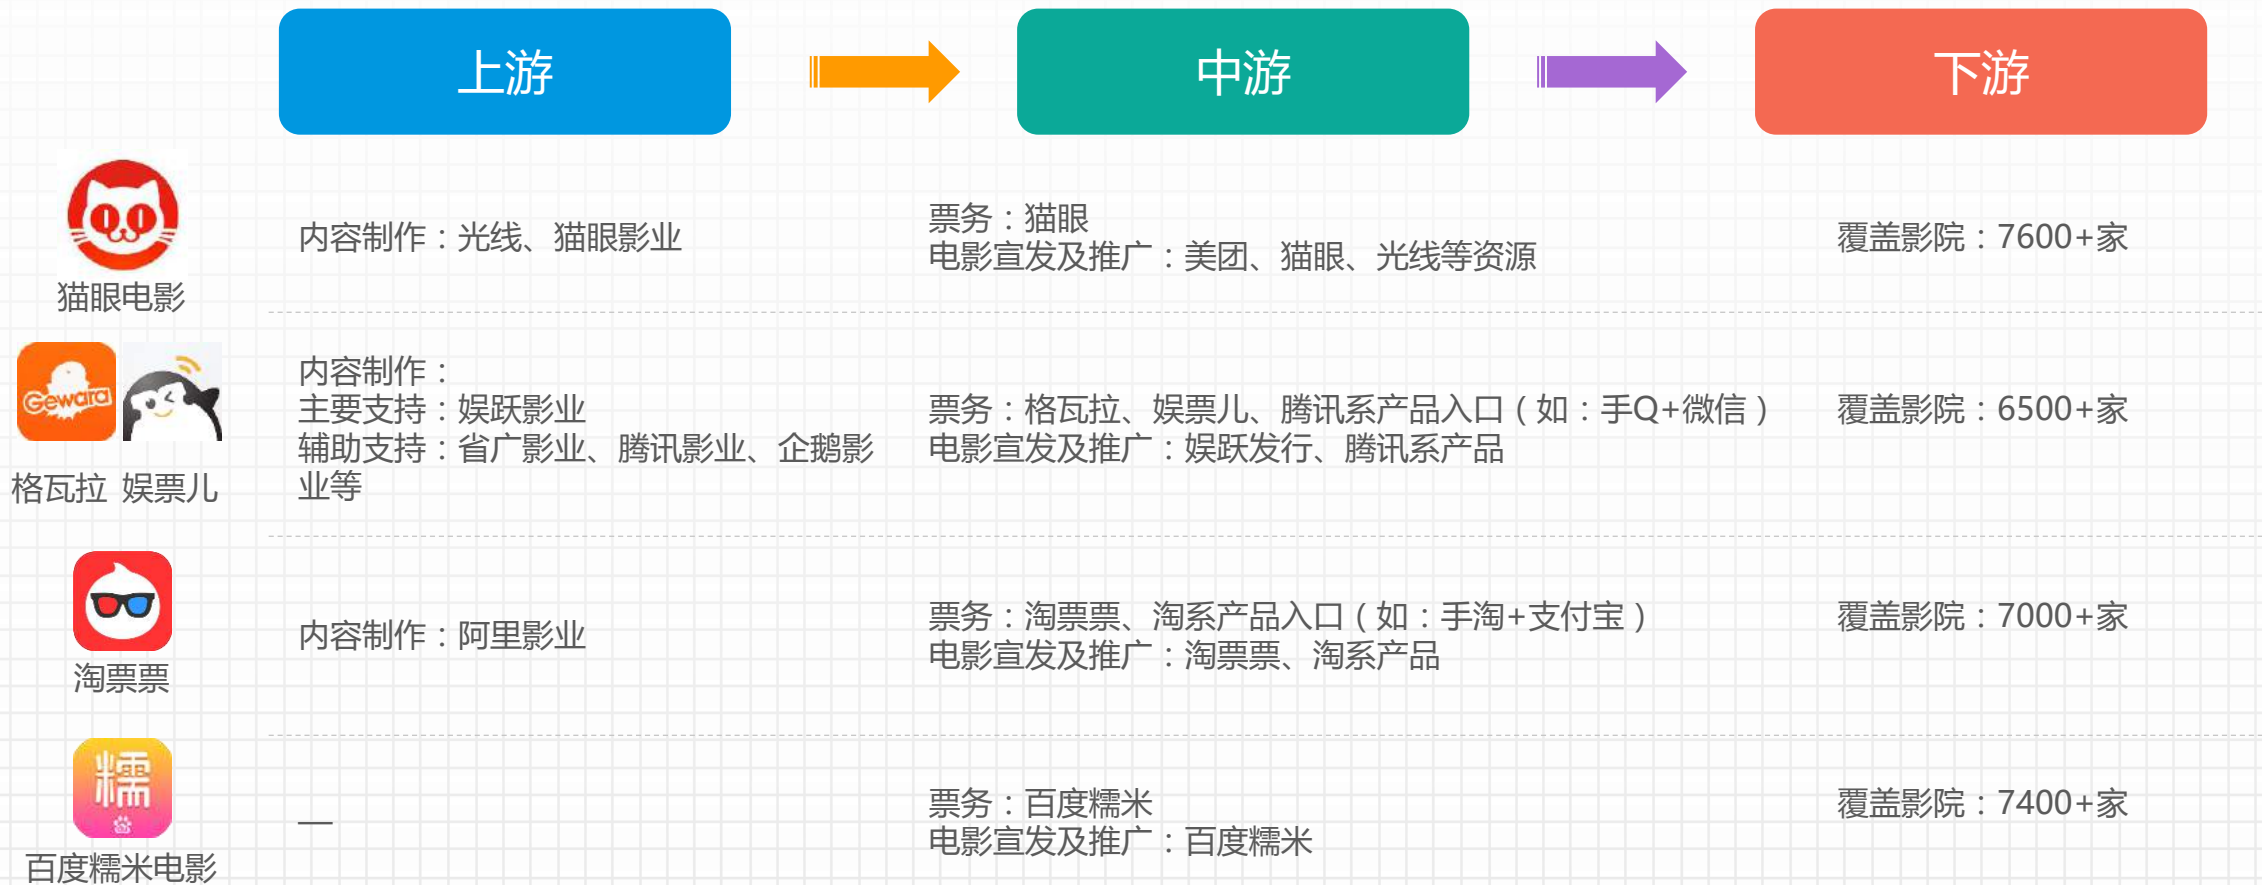 上游
中游
下游
猫眼电影
内容制作：光线、猫眼影业
票务：猫眼
电影宣发及推广：美团、猫眼、光线等资源
覆盖影院：7600+家
Gewara
格瓦拉 娱票儿
内容制作：
主要支持：娱跃影业
辅助支持：省广影业、腾讯影业、企鹅影
业等
票务：格瓦拉、娱票儿、腾讯系产品入口（如：手Q+微信）
电影宣发及推广：娱跃发行、腾讯系产品
覆盖影院：6500+家
淘票票
内容制作：阿里影业
票务：淘票票、淘系产品入口（如：手淘+支付宝）
电影宣发及推广：淘票票、淘系产品
覆盖影院：7000+家
糯
百度糯米电影
—
票务：百度糯米
电影宣发及推广：百度糯米
覆盖影院：7400+家